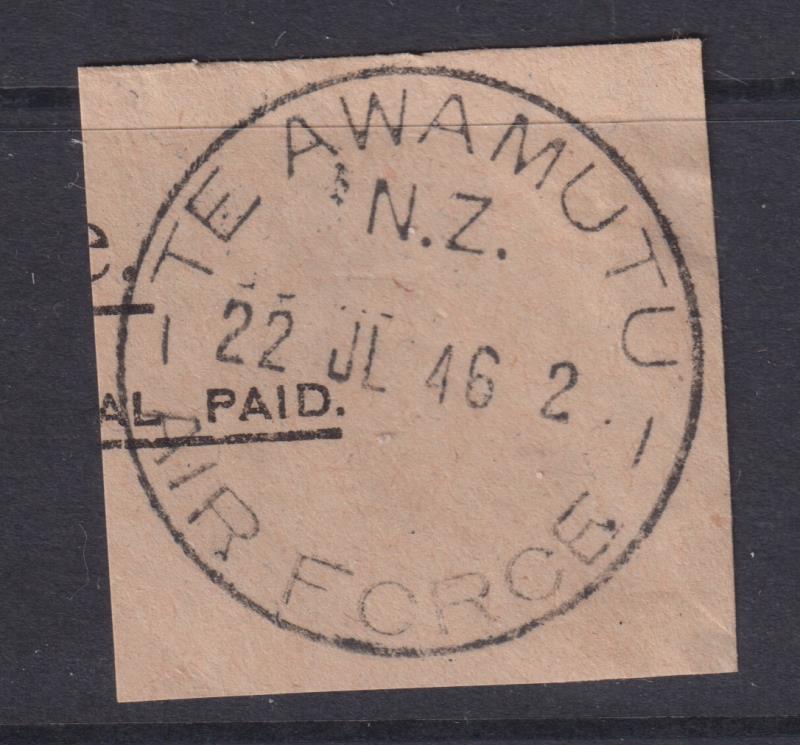 TE AWAMUTU
N.Z.
e.
22 JL 46 2
AL PAID.
AIR FORCE